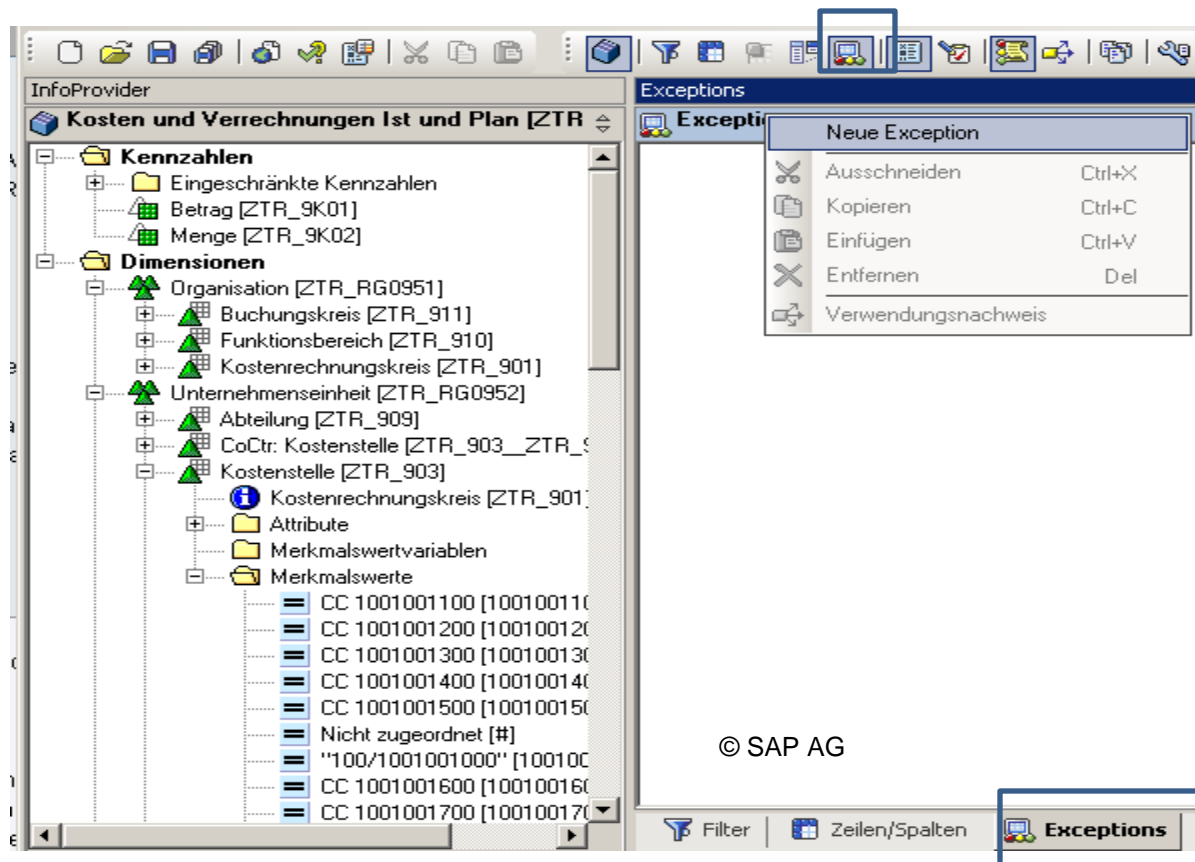 InfoProvider
Exceptions
Kosten und Verrechnungen Ist und Plan [ZTR
Kennzahlen
Eingeschränkte Kennzahlen
Betrag [ZTR_9K01]
Menge [ZTR_9K02]
Dimensionen
Organisation [ZTR_RG0951]
Buchungskreis [ZTR_911]
Funktionsbereich [ZTR_910]
Kostenrechnungskreis [ZTR_901]
Unternehmenseinheit [ZTR_RG0952]
Abteilung [ZTR_909]
CoCtr: Kostenstelle [ZTR_903__ZTR_
Kostenstelle [ZTR_903]
Kostenrechnungskreis [ZTR_901]
Attribute
Merkmalswertvariablen
Merkmalswerte
CC 1001001100 [100100110
CC 1001001200 [100100120
CC 1001001300 [100100130
CC 1001001400 [100100140
CC 1001001500 [100100150
Nicht zugeordnet [#]
"100/1001001000" [100100
CC 1001001600 [100100160
CC 1001001700 [100100170
Excepti
Neue Exception
Ausschneiden Ctrl+X
Kopieren Ctrl+C
Einfügen Ctrl+V
Entfernen Del
Verwendungsnachweis
© SAP AG
Filter
Zeilen/Spalten
Exceptions